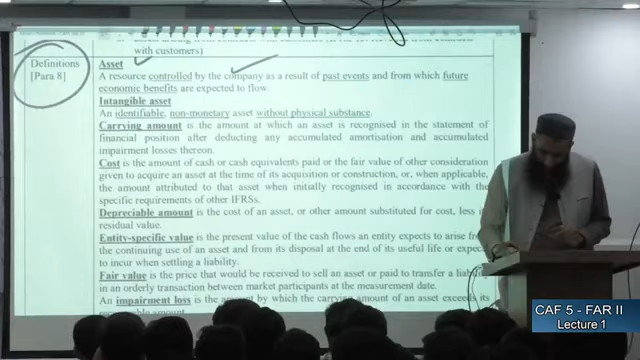 with customers)
Definitions
[Para 8]
Asset
A resource controlled by the company as a result of past events and from which future
economic benefits are expected to flow.
Intangible asset
An identifiable, non-monetary asset without physical substance.
Carrying amount is the amount at which an asset is recognised in the statement of
financial position after deducting any accumulated amortisation and accumulated
impairment losses thereon.
Cost is the amount of cash or cash equivalents paid or the fair value of other consideration
given to acquire an asset at the time of its acquisition or construction, or, when applicable,
the amount attributed to that asset when initially recognised in accordance with the
specific requirements of other IFRSs.
Depreciable amount is the cost of an asset, or other amount substituted for cost, less
residual value.
Entity-specific value is the present value of the cash flows an entity expects to arise
the continuing use of an asset and from its disposal at the end of its useful life or
to incur when settling a liability.
Fair value is the price that would be received to sell an asset or paid to transfer a
in an orderly transaction between market participants at the measurement date.
An impairment loss is the amount by which the carrying amount of an asset exceeds its
CAF 5 - FAR II
Lecture 1